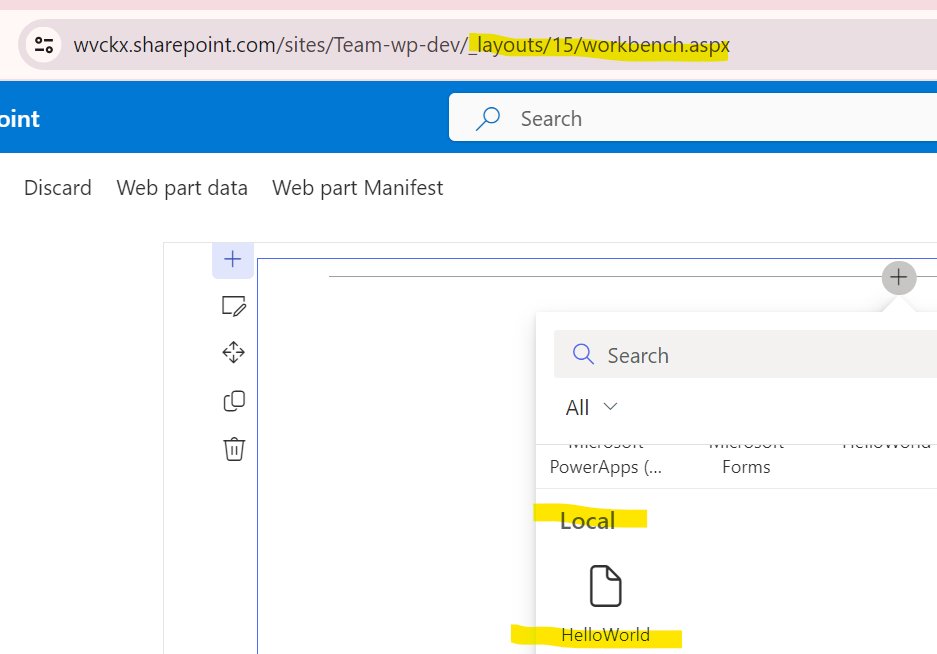 wvckx.sharepoint.com/sites/Team-wp-dev/_layouts/15/workbench.aspx
oint
Search
Discard Web part data Web part Manifest
Search
All
Microsoft Microsoft HelloWorld
PowerApps (... Forms
Local
HelloWorld